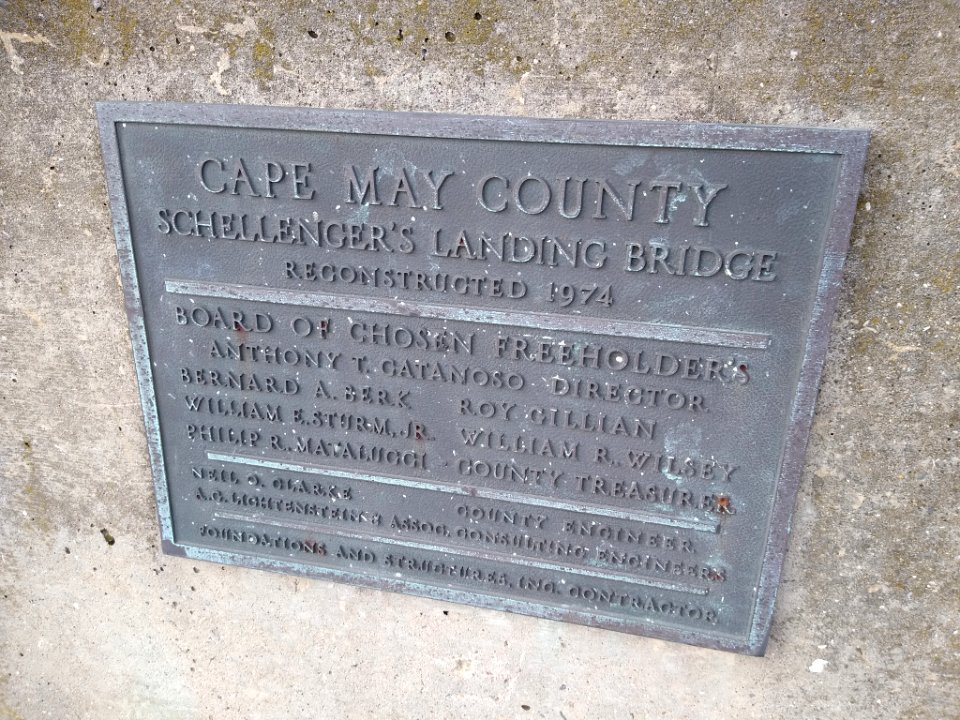 CAPE MAY COUNTY
SCHELLENGER'S LANDING BRIDGE
RECONSTRUCTED 1974
BOARD OF CHOSEN FREEHOLDER'S
ANTHONY T. CATANOSO - DIRECTOR
BERNARD A. BERK ROY GILLIAN
WILLIAM E. STURM, JR. WILLIAM R. WILSEY
PHILIP R. MATALUCCI - COUNTY TREASURER
NEIL O. CLARKE COUNTY ENGINEER
A.G. LICHTENSTEIN & ASSOC. CONSULTING ENGINEERS
FOUNDATIONS AND STRUCTURES, INC. CONTRACTOR